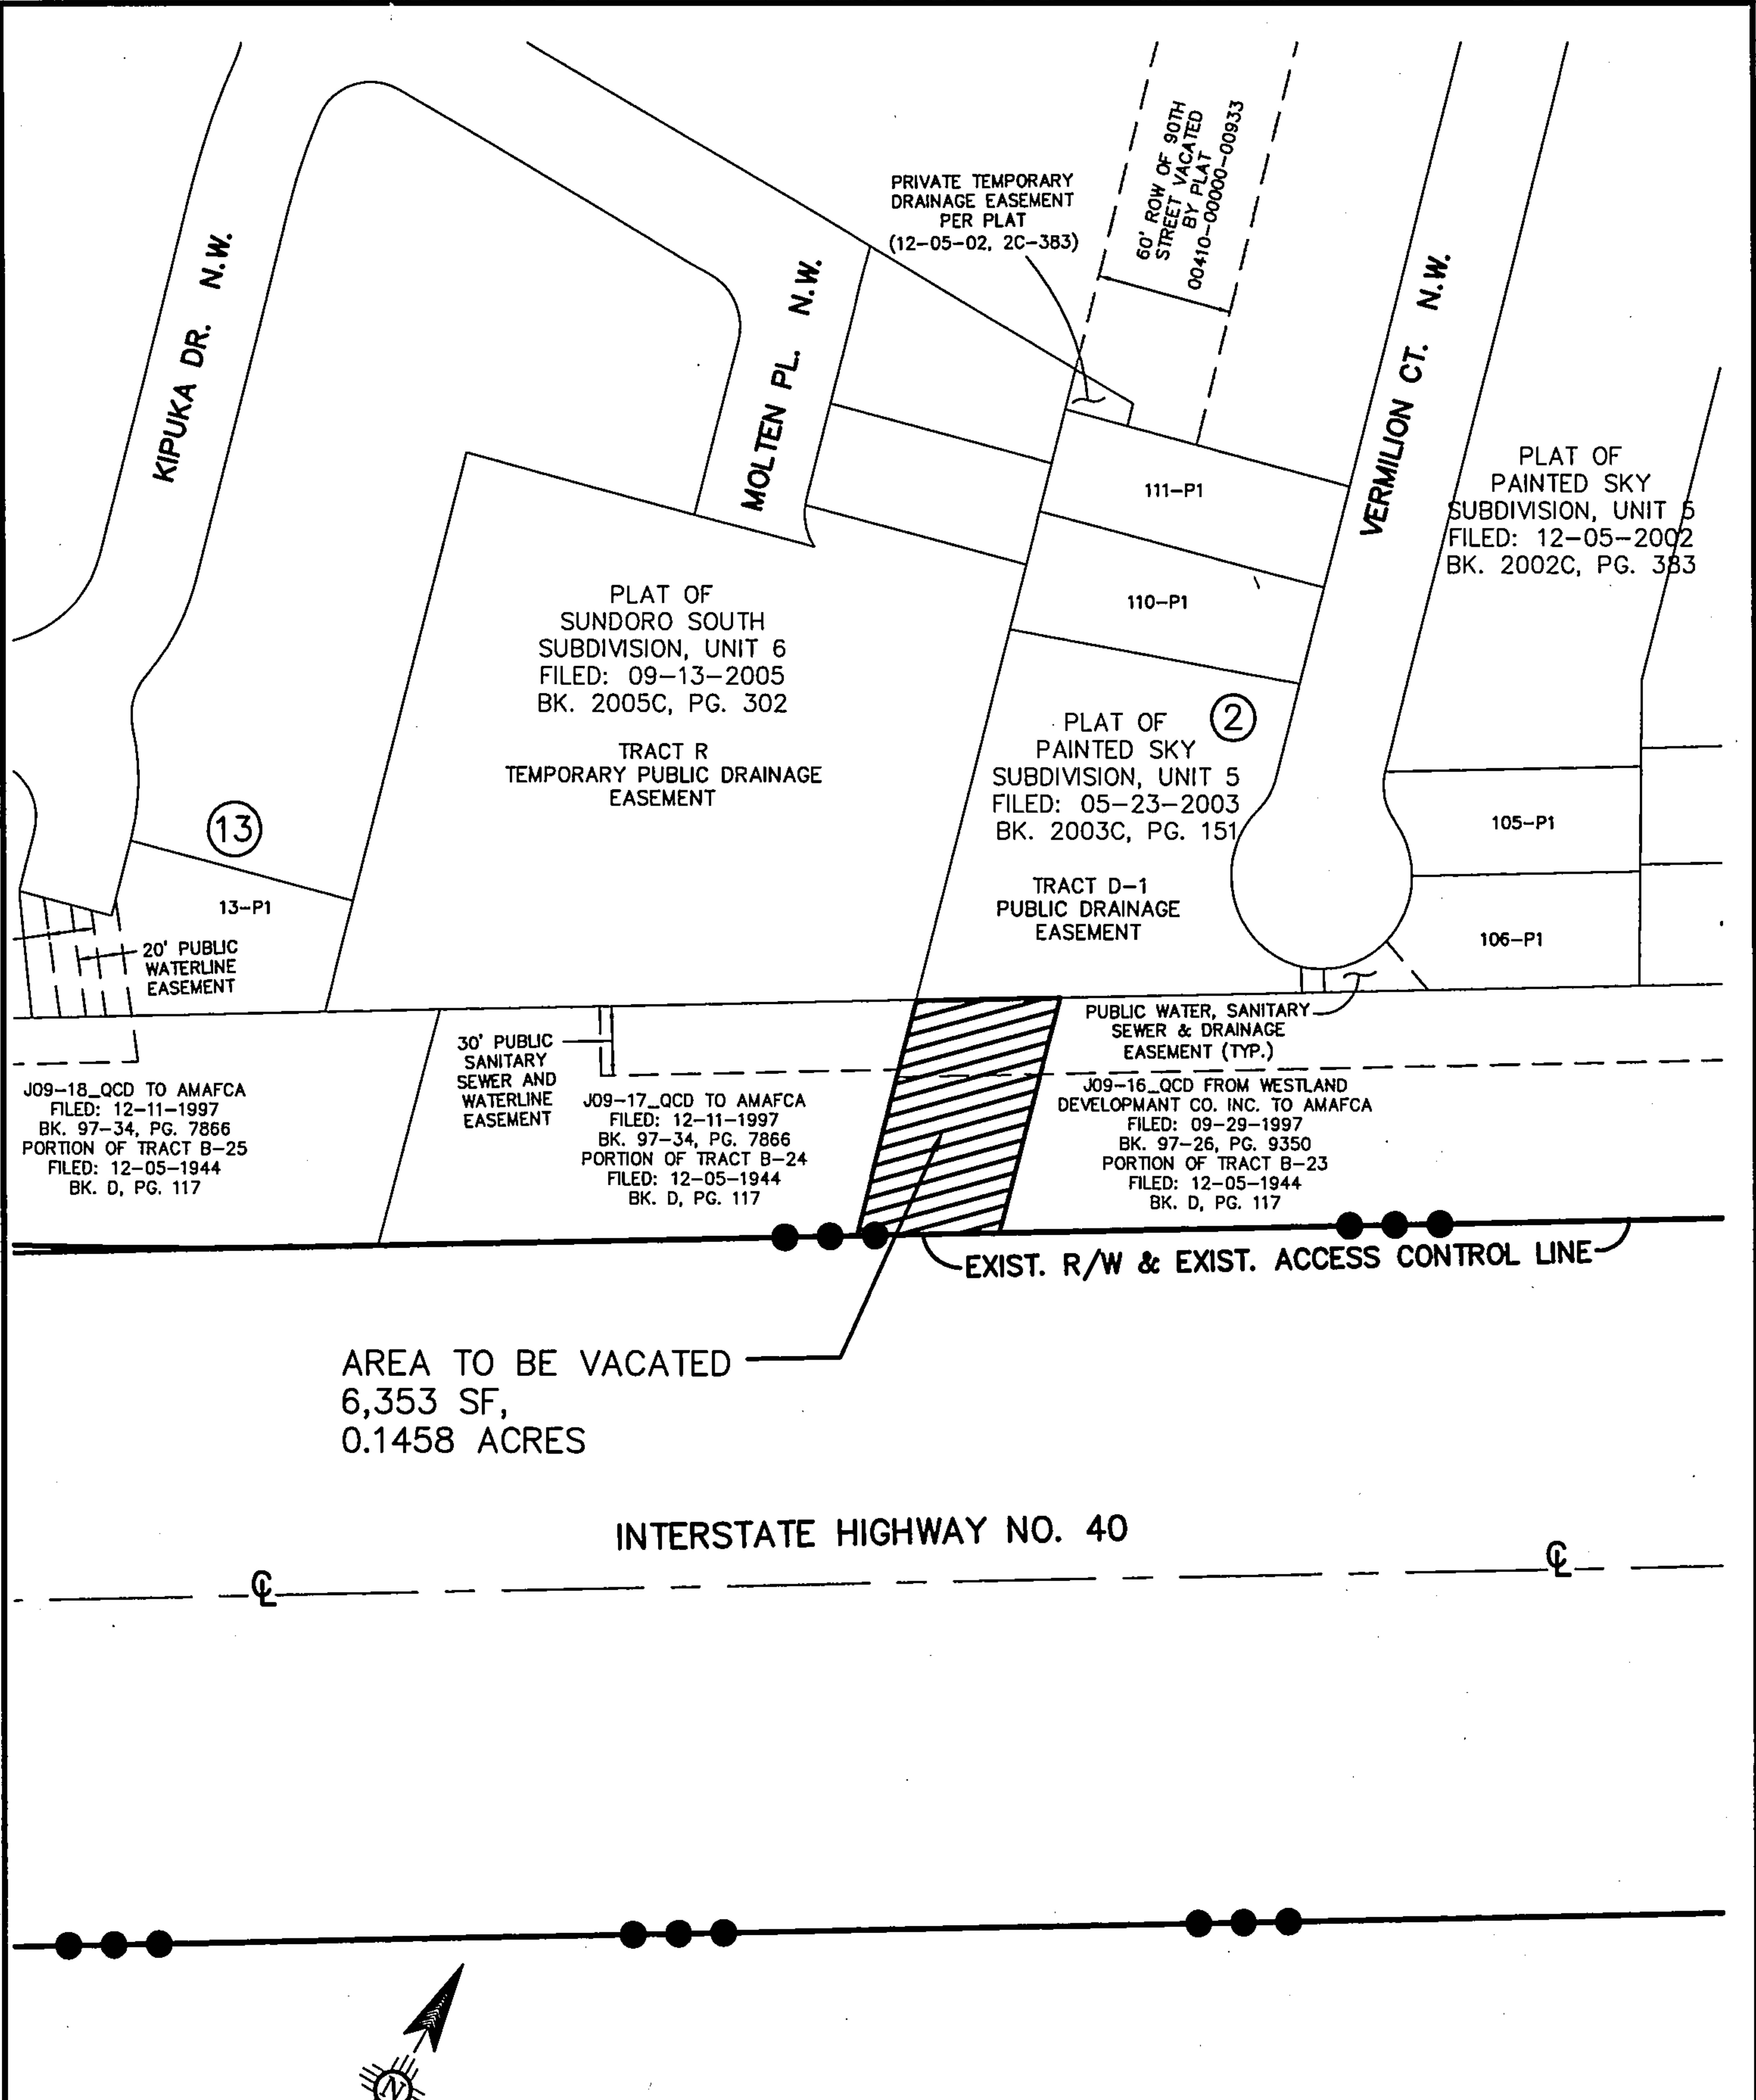 KIPUKA DR. N.W.
MOLTEN PL. N.W.
PRIVATE TEMPORARY
DRAINAGE EASEMENT
PER PLAT
(12-05-02, 2C-383)
60' ROW OF 90TH
STREET VACATED
BY PLAT
00410-00000-00933
VERMILION CT. N.W.
PLAT OF
PAINTED SKY
SUBDIVISION, UNIT 5
FILED: 12-05-2002
BK. 2002C, PG. 383
111-P1
110-P1
PLAT OF
SUNDORO SOUTH
SUBDIVISION, UNIT 6
FILED: 09-13-2005
BK. 2005C, PG. 302
TRACT R
TEMPORARY PUBLIC DRAINAGE
EASEMENT
2
PLAT OF
PAINTED SKY
SUBDIVISION, UNIT 5
FILED: 05-23-2003
BK. 2003C, PG. 151
TRACT D-1
PUBLIC DRAINAGE
EASEMENT
105-P1
106-P1
13
13-P1
20' PUBLIC
WATERLINE
EASEMENT
30' PUBLIC
SANITARY
SEWER AND
WATERLINE
EASEMENT
PUBLIC WATER, SANITARY
SEWER & DRAINAGE
EASEMENT (TYP.)
J09-18_QCD TO AMAFCA
FILED: 12-11-1997
BK. 97-34, PG. 7866
PORTION OF TRACT B-25
FILED: 12-05-1944
BK. D, PG. 117
J09-17_QCD TO AMAFCA
FILED: 12-11-1997
BK. 97-34, PG. 7866
PORTION OF TRACT B-24
FILED: 12-05-1944
BK. D, PG. 117
J09-16_QCD FROM WESTLAND
DEVELOPMANT CO. INC. TO AMAFCA
FILED: 09-29-1997
BK. 97-26, PG. 9350
PORTION OF TRACT B-23
FILED: 12-05-1944
BK. D, PG. 117
EXIST. R/W & EXIST. ACCESS CONTROL LINE
AREA TO BE VACATED
6,353 SF,
0.1458 ACRES
INTERSTATE HIGHWAY NO. 40
℄
℄
N